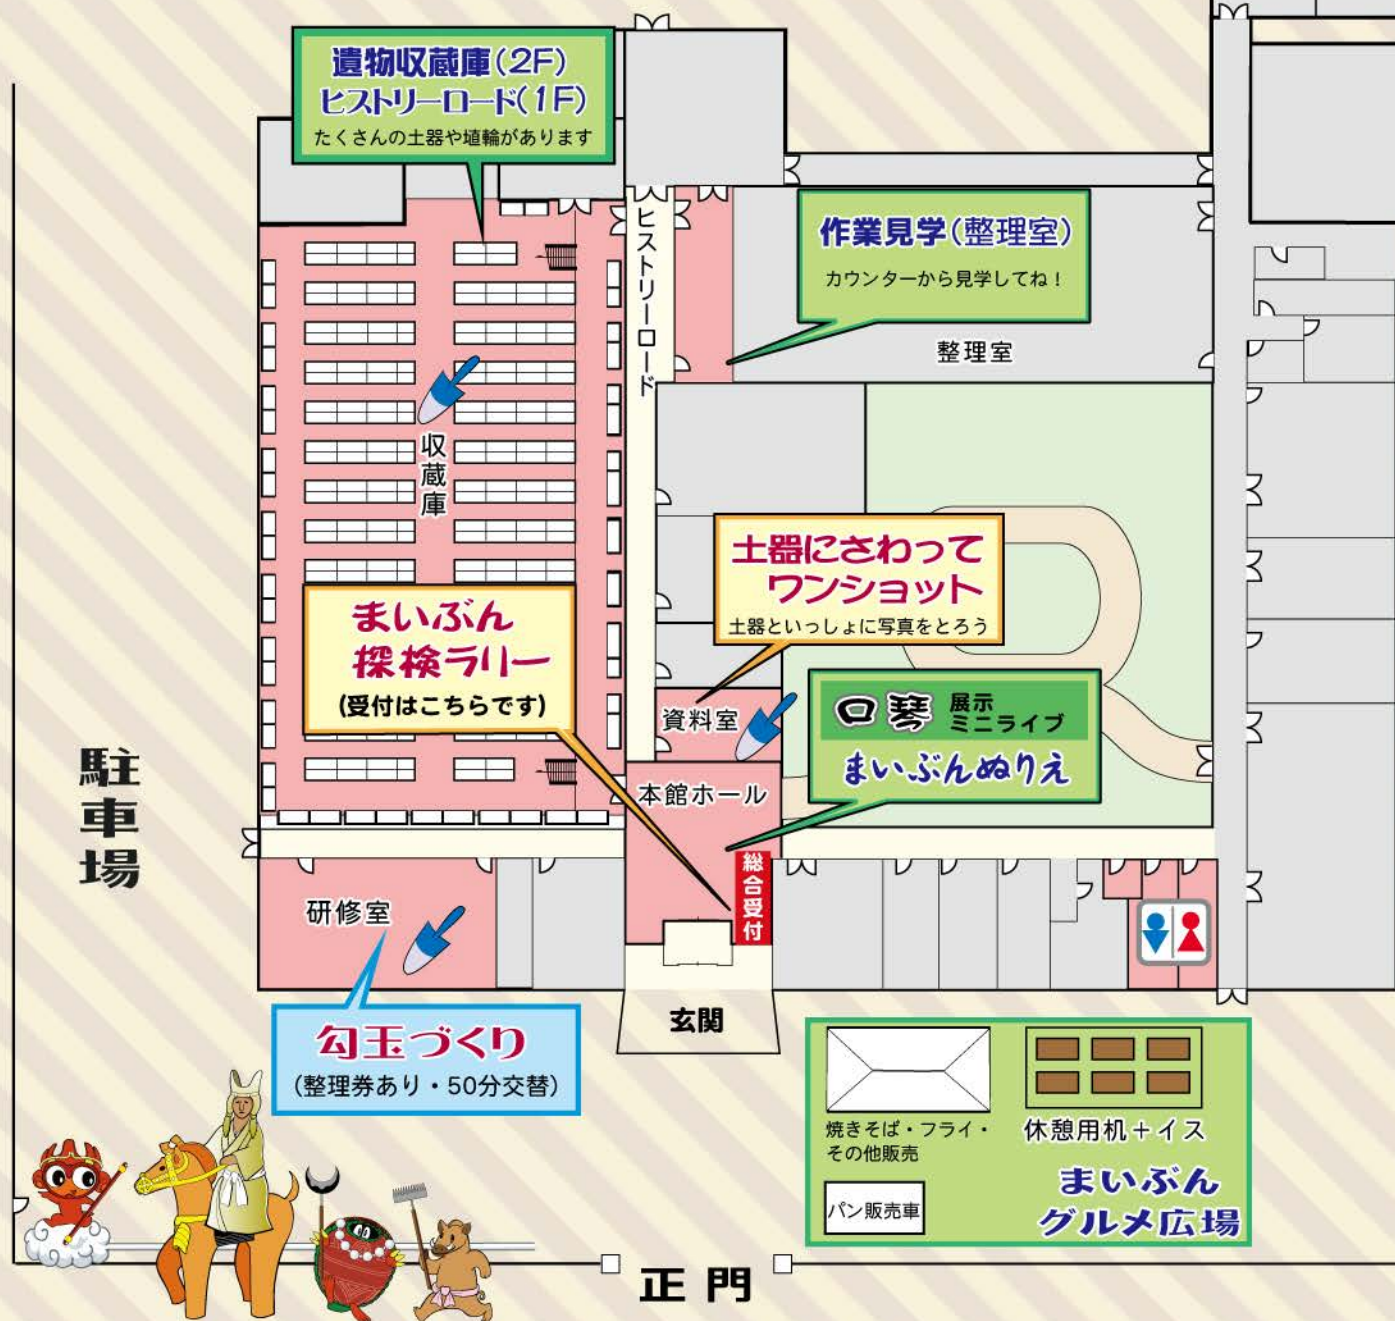 遺物収蔵庫(2F)
ヒストリーロード(1F)
たくさんの土器や埴輪があります
ヒストリーロード
作業見学(整理室)
カウンターから見学してね!
整理室
収蔵庫
土器にさわって
ワンショット
土器といっしょに写真をとろう
まいぶん
探検ラリー
(受付はこちらです)
資料室
口琴 展示
ミニライブ
まいぶんぬりえ
本館ホール
駐車場
総合受付
研修室
玄関
勾玉づくり
(整理券あり・50分交替)
焼きそば・フライ・
その他販売
休憩用机+イス
パン販売車
まいぶん
グルメ広場
正門